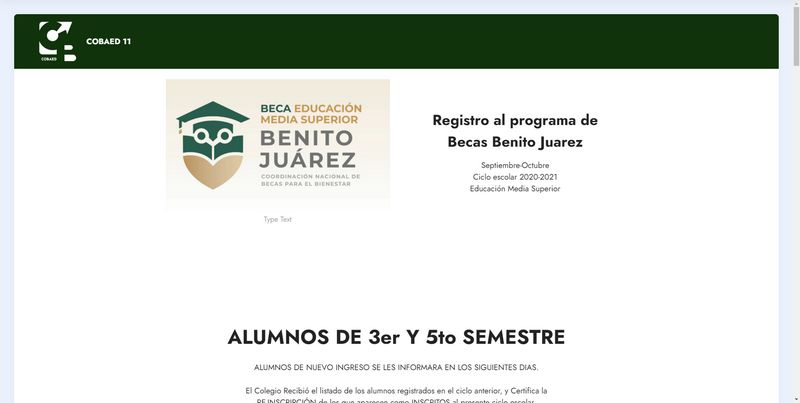 COBAED
COBAED 11
BECA EDUCACIÓN
MEDIA SUPERIOR
BENITO
JUÁREZ
COORDINACIÓN NACIONAL DE
BECAS PARA EL BIENESTAR
Type Text
Registro al programa de
Becas Benito Juarez
Septiembre-Octubre
Ciclo escolar 2020-2021
Educación Media Superior
ALUMNOS DE 3er Y 5to SEMESTRE
ALUMNOS DE NUEVO INGRESO SE LES INFORMARA EN LOS SIGUIENTES DIAS.
El Colegio Recibió el listado de los alumnos registrados en el ciclo anterior, y Certifica la
RE INSCRIPCIÓN de los que aparecen como INSCRITOS al presente ciclo escolar